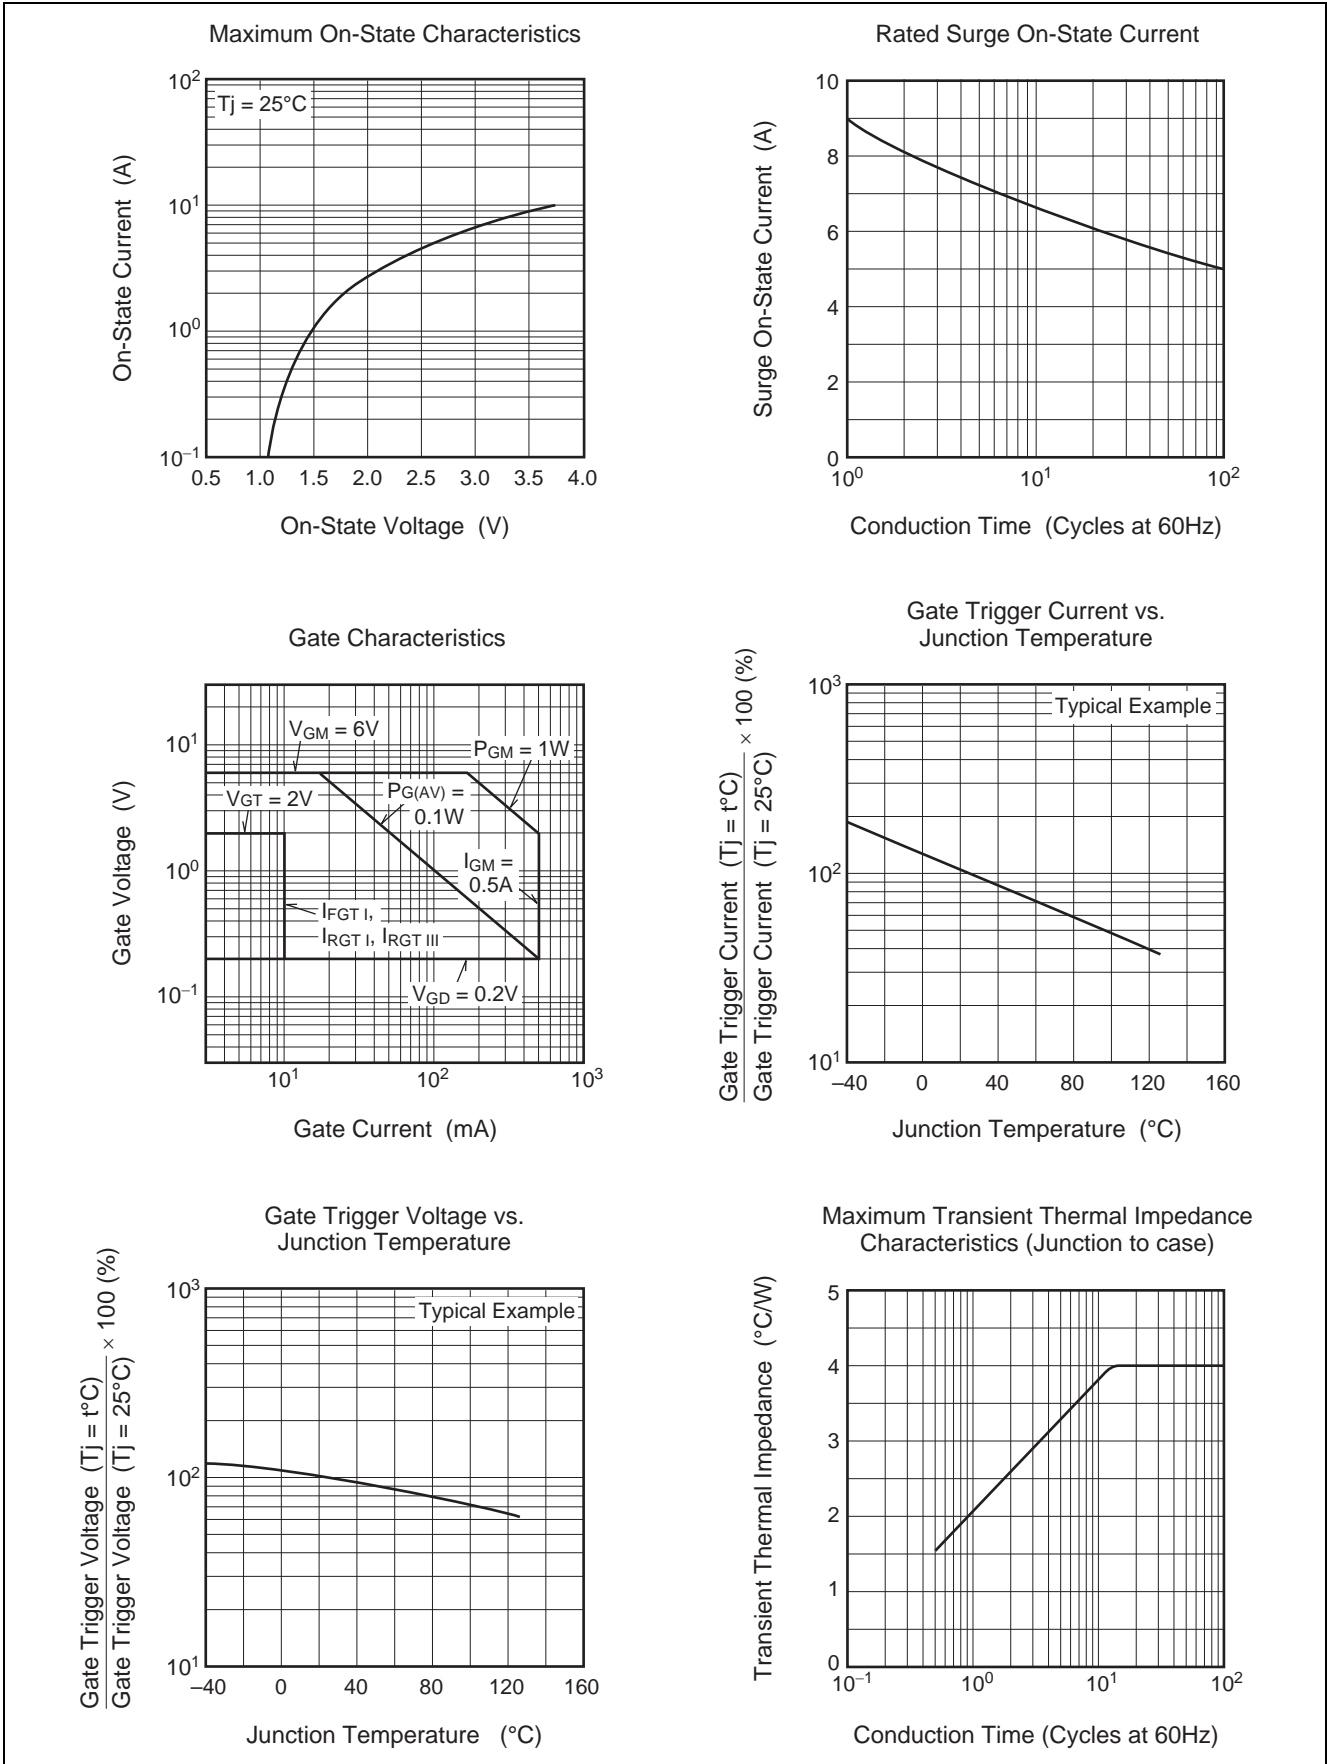 Maximum On-State Characteristics
Tj = 25°C
On-State Current (A)
10²
10¹
10⁰
10⁻¹
0.5 1.0 1.5 2.0 2.5 3.0 3.5 4.0
On-State Voltage (V)
Rated Surge On-State Current
Surge On-State Current (A)
10
8
6
4
2
0
10⁰ 10¹ 10²
Conduction Time (Cycles at 60Hz)
Gate Characteristics
Gate Voltage (V)
10¹
10⁰
10⁻¹
VGM = 6V
PGM = 1W
PG(AV) =
0.1W
VGT = 2V
IGM =
0.5A
IFGT I,
IRGT I, IRGT III
VGD = 0.2V
10¹ 10² 10³
Gate Current (mA)
Gate Trigger Current vs.
Junction Temperature
Gate Trigger Current (Tj = t°C)
Gate Trigger Current (Tj = 25°C)
× 100 (%)
10³
10²
10¹
Typical Example
–40 0 40 80 120 160
Junction Temperature (°C)
Gate Trigger Voltage vs.
Junction Temperature
Gate Trigger Voltage (Tj = t°C)
Gate Trigger Voltage (Tj = 25°C)
× 100 (%)
10³
10²
10¹
Typical Example
–40 0 40 80 120 160
Junction Temperature (°C)
Maximum Transient Thermal Impedance
Characteristics (Junction to case)
Transient Thermal Impedance (°C/W)
5
4
3
2
1
0
10⁻¹ 10⁰ 10¹ 10²
Conduction Time (Cycles at 60Hz)